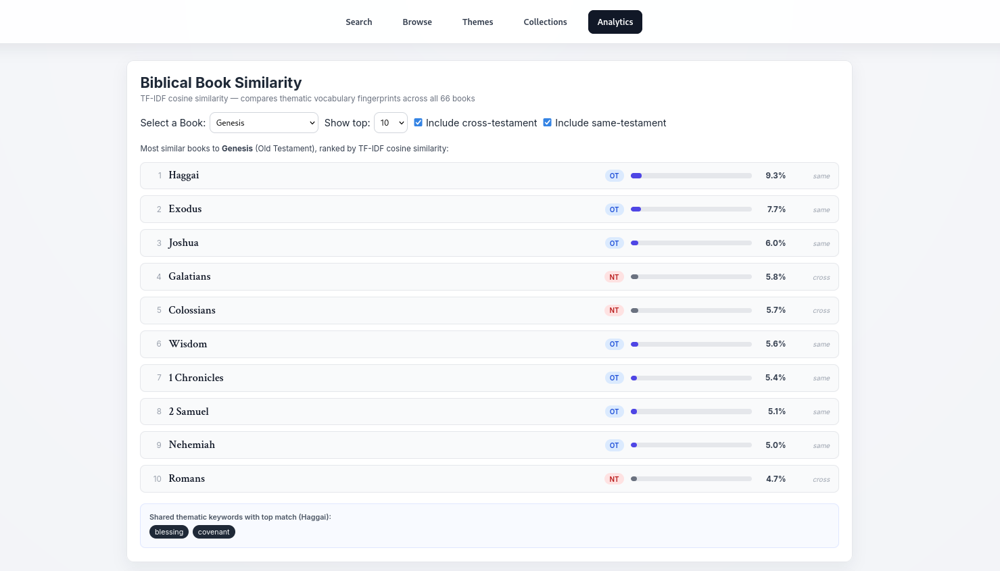 Search Browse Themes Collections Analytics
Biblical Book Similarity
TF-IDF cosine similarity — compares thematic vocabulary fingerprints across all 66 books
Select a Book: Genesis Show top: 10 Include cross-testament Include same-testament
Most similar books to Genesis (Old Testament), ranked by TF-IDF cosine similarity:
1 Haggai OT 9.3% same
2 Exodus OT 7.7% same
3 Joshua OT 6.0% same
4 Galatians NT 5.8% cross
5 Colossians NT 5.7% cross
6 Wisdom OT 5.6% same
7 1 Chronicles OT 5.4% same
8 2 Samuel OT 5.1% same
9 Nehemiah OT 5.0% same
10 Romans NT 4.7% cross
Shared thematic keywords with top match (Haggai):
blessing covenant